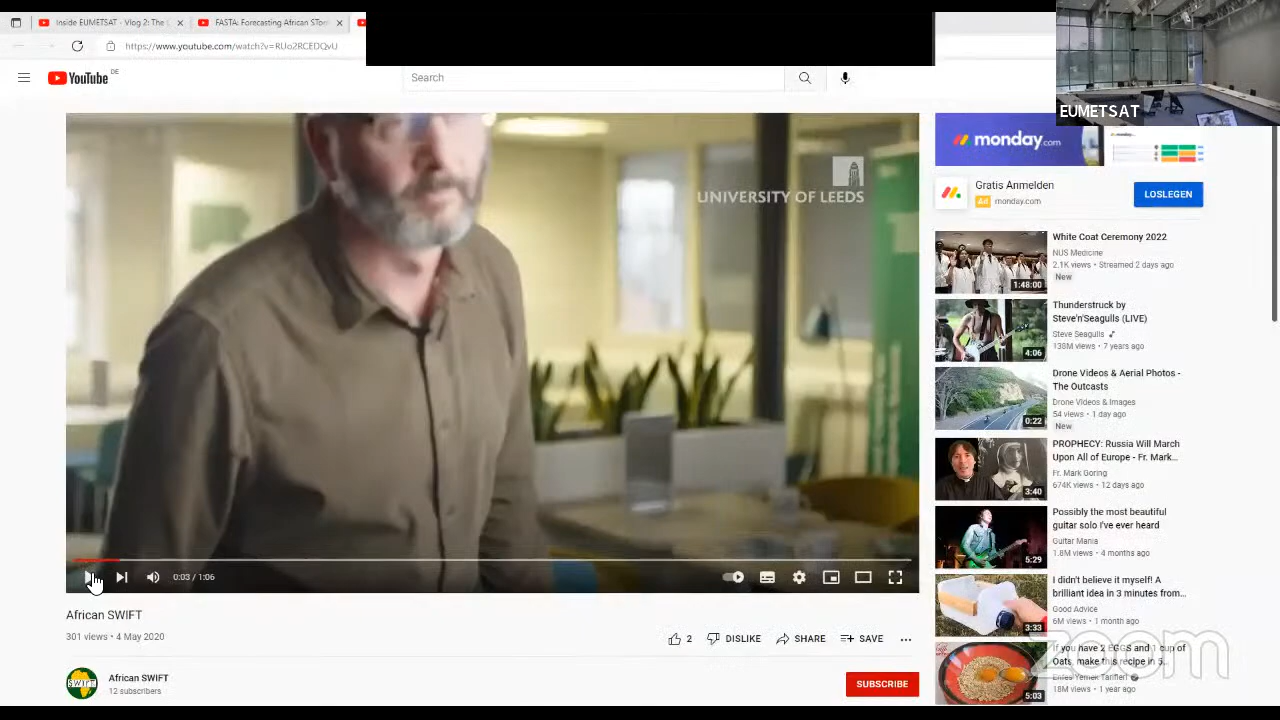 Inside EUMETSAT - Vlog 2: The
FASTA: Forecasting African STor
https://www.youtube.com/watch?v=RUo2RCEDQvU
EUMETSAT
YouTube DE
Search
UNIVERSITY OF LEEDS
0:03 / 1:06
African SWIFT
301 views • 4 May 2020
2
DISLIKE
SHARE
SAVE
SWIFT
African SWIFT
12 subscribers
SUBSCRIBE
monday.com
Gratis Anmelden
Ad monday.com
LOSLEGEN
White Coat Ceremony 2022
NUS Medicine
2.1K views • Streamed 2 days ago
New
1:48:00
Thunderstruck by
Steve'n'Seagulls (LIVE)
Steve Seagulls
138M views • 7 years ago
4:06
Drone Videos & Aerial Photos -
The Outcasts
Drone Videos & Images
54 views • 1 day ago
New
0:22
PROPHECY: Russia Will March
Upon All of Europe - Fr. Mark...
Fr. Mark Goring
674K views • 12 days ago
3:40
Possibly the most beautiful
guitar solo I've ever heard
Guitar Mania
1.8M views • 4 months ago
5:29
I didn't believe it myself! A
brilliant idea in 3 minutes from...
Good Advice
6M views • 1 month ago
3:33
If you have 2 EGGS and 1 cup of
Oats, make this recipe in 5...
Enfes Yemek Tarifleri
18M views • 1 year ago
5:03
zoom